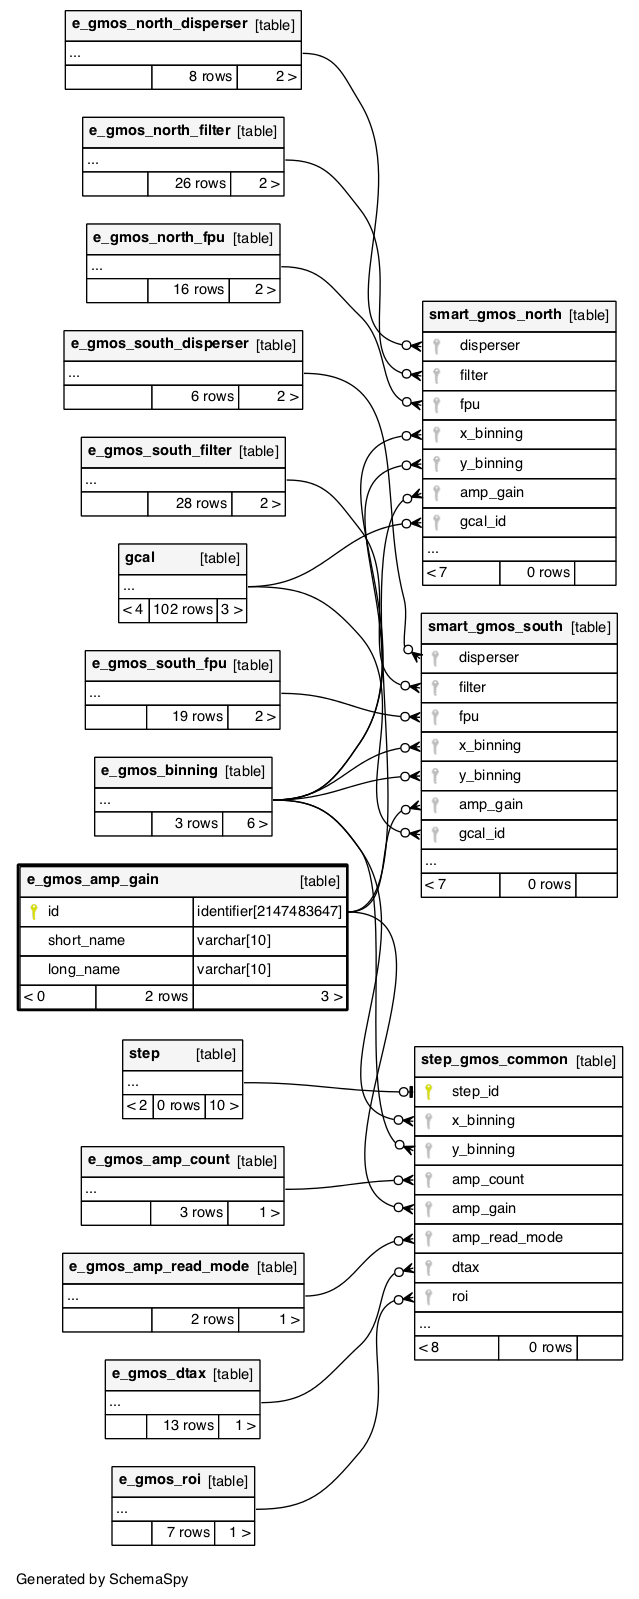 e_gmos_north_disperser [table]
...
8 rows 2 >
e_gmos_north_filter [table]
...
26 rows 2 >
e_gmos_north_fpu [table]
...
16 rows 2 >
e_gmos_south_disperser [table]
...
6 rows 2 >
e_gmos_south_filter [table]
...
28 rows 2 >
gcal [table]
...
< 4 102 rows 3 >
e_gmos_south_fpu [table]
...
19 rows 2 >
e_gmos_binning [table]
...
3 rows 6 >
e_gmos_amp_gain [table]
id identifier[2147483647]
short_name varchar[10]
long_name varchar[10]
< 0 2 rows 3 >
step [table]
...
< 2 0 rows 10 >
e_gmos_amp_count [table]
...
3 rows 1 >
e_gmos_amp_read_mode [table]
...
2 rows 1 >
e_gmos_dtax [table]
...
13 rows 1 >
e_gmos_roi [table]
...
7 rows 1 >
smart_gmos_north [table]
disperser
filter
fpu
x_binning
y_binning
amp_gain
gcal_id
...
< 7 0 rows
smart_gmos_south [table]
disperser
filter
fpu
x_binning
y_binning
amp_gain
gcal_id
...
< 7 0 rows
step_gmos_common [table]
step_id
x_binning
y_binning
amp_count
amp_gain
amp_read_mode
dtax
roi
...
< 8 0 rows
Generated by SchemaSpy